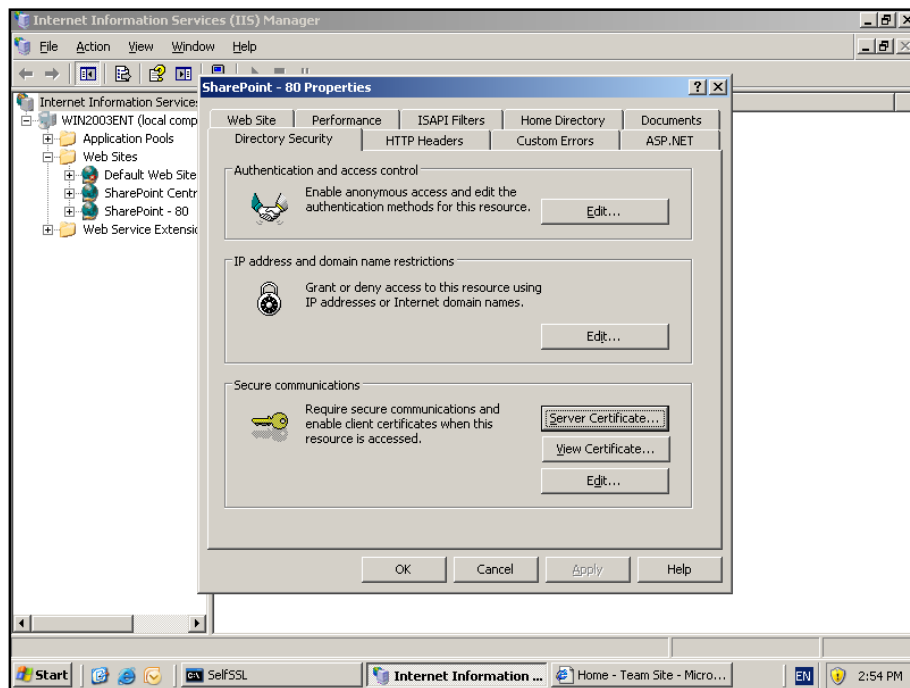 Internet Information Services (IIS) Manager
File Action View Window Help
SharePoint - 80 Properties
Internet Information Service
WIN2003ENT (local comp
Application Pools
Web Sites
Default Web Site
SharePoint Centr
SharePoint - 80
Web Service Extensio
Web Site Performance ISAPI Filters Home Directory Documents
Directory Security HTTP Headers Custom Errors ASP.NET
Authentication and access control
Enable anonymous access and edit the
authentication methods for this resource.
Edit...
IP address and domain name restrictions
Grant or deny access to this resource using
IP addresses or Internet domain names.
Edit...
Secure communications
Require secure communications and
enable client certificates when this
resource is accessed.
Server Certificate...
View Certificate...
Edit...
OK Cancel Apply Help
Start SelfSSL Internet Information ... Home - Team Site - Micro... EN 2:54 PM